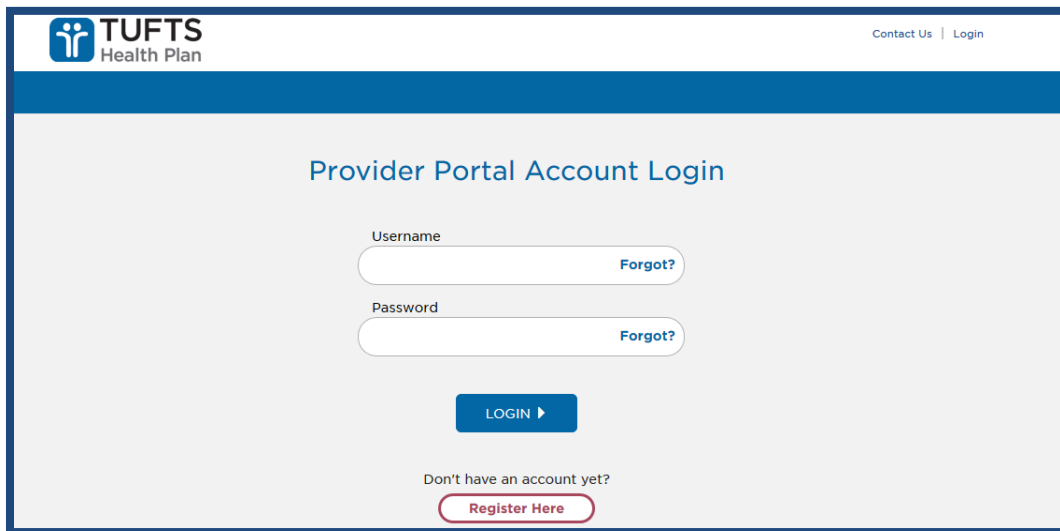 TUFTS
Health Plan
Contact Us | Login
Provider Portal Account Login
Username
Forgot?
Password
Forgot?
LOGIN
Don't have an account yet?
Register Here